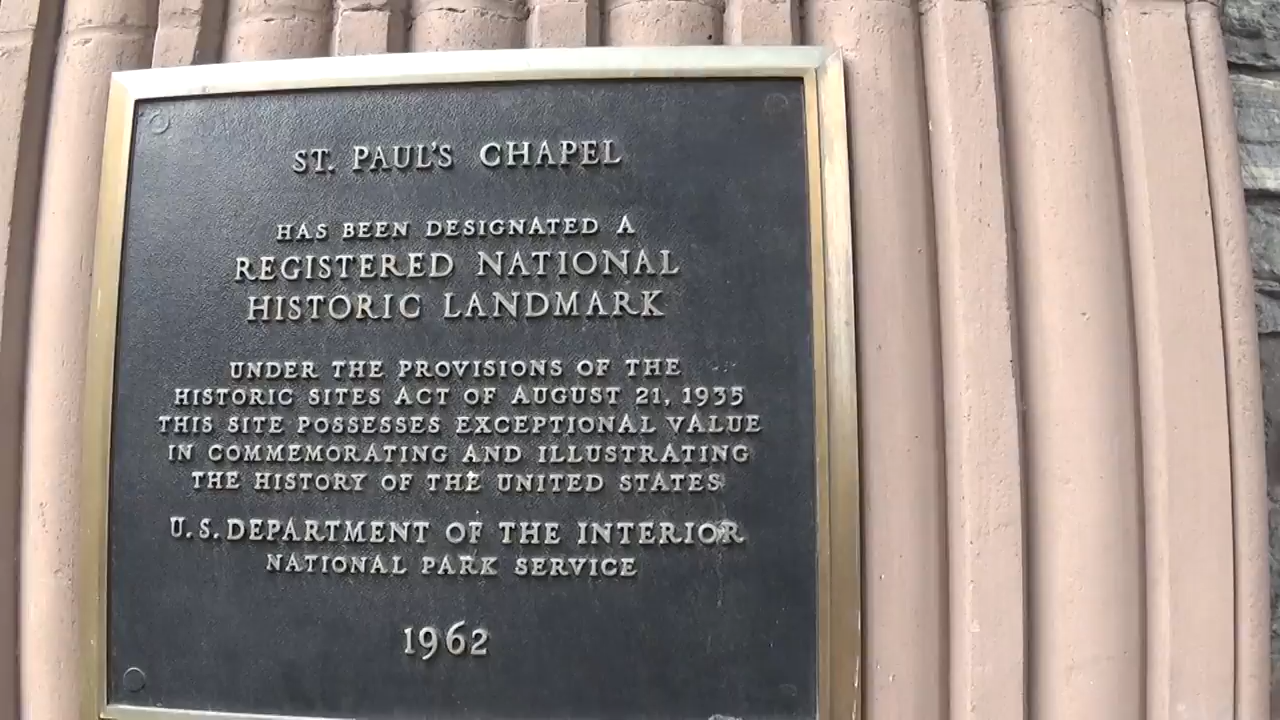 ST. PAUL'S CHAPEL
HAS BEEN DESIGNATED A
REGISTERED NATIONAL
HISTORIC LANDMARK
UNDER THE PROVISIONS OF THE
HISTORIC SITES ACT OF AUGUST 21, 1935
THIS SITE POSSESSES EXCEPTIONAL VALUE
IN COMMEMORATING AND ILLUSTRATING
THE HISTORY OF THE UNITED STATES
U.S. DEPARTMENT OF THE INTERIOR
NATIONAL PARK SERVICE
1962